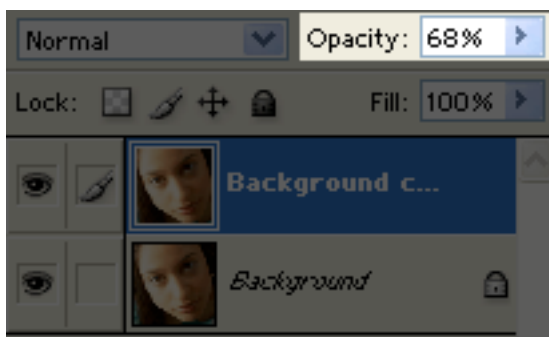 Normal Opacity: 68%
Lock: Fill: 100%
Background c...
Background